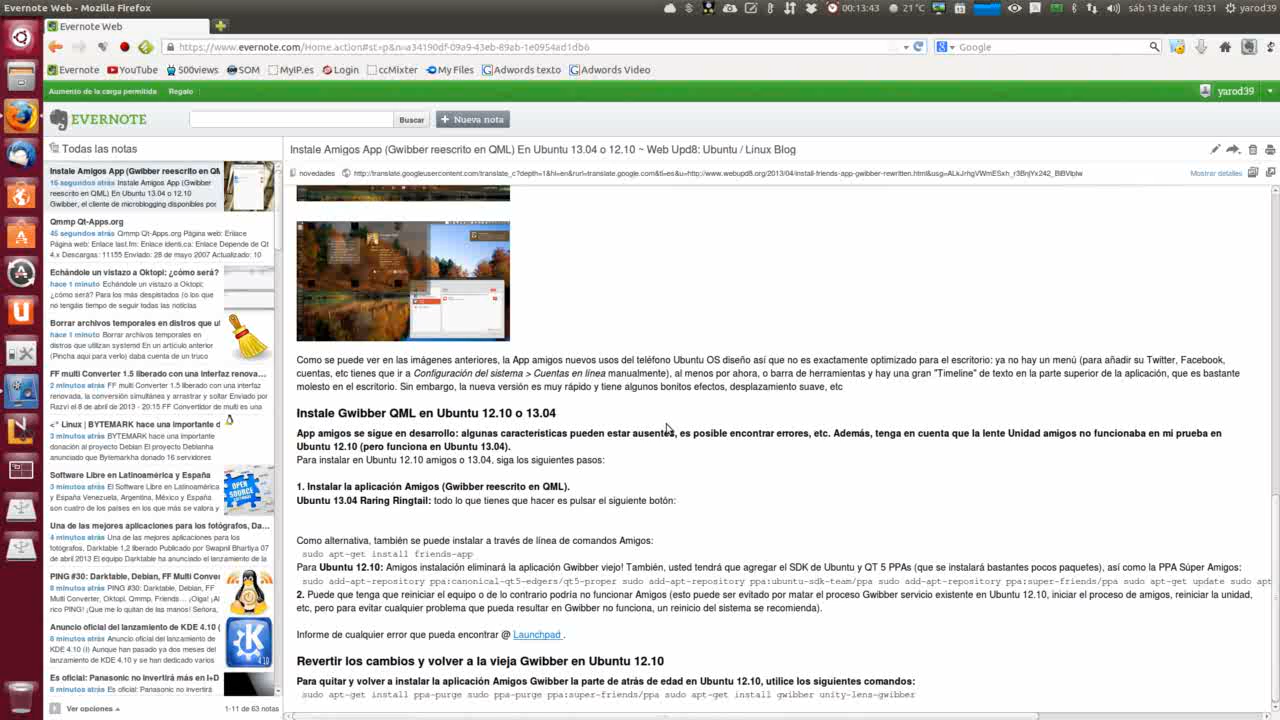 Evernote Web - Mozilla Firefox
00:13:43 21°C sáb 13 de abr 18:31 yarod39
Evernote Web
https://www.evernote.com/Home.action#st=p&n=a34190df-09a9-43eb-89ab-1e0954ad1db6
Google
Evernote YouTube 500views SOM MyIP.es Login ccMixter My Files Adwords texto Adwords Video
Aumento de la carga permitida Regalo
yarod39
EVERNOTE
Buscar
Nueva nota
Todas las notas
Instale Amigos App (Gwibber reescrito en QM
16 segundos atrás Instale Amigos App (Gwibber
reescrito en QML) En Ubuntu 13.04 o 12.10
Gwibber, el cliente de microblogging disponibles por
Qmmp Qt-Apps.org
45 segundos atrás Qmmp Qt-Apps.org Página web: Enlace
Página web: Enlace last.fm: Enlace identi.ca: Enlace Depende de Qt
4.x Descargas: 11155 Enviado: 28 de mayo 2007 Actualizado: 10
Echándole un vistazo a Oktopi: ¿cómo será?
hace 1 minuto Echándole un vistazo a Oktopi:
¿cómo será? Para los más despistados (o los que
no tengáis tiempo de seguir todas las noticias
Borrar archivos temporales en distros que ut
hace 1 minuto Borrar archivos temporales en
distros que utilizan systemd En un artículo anterior
(Pincha aquí para verlo) daba cuenta de un truco
FF multi Converter 1.5 liberado con una interfaz renova...
2 minutos atrás FF multi Converter 1.5 liberado con una interfaz
renovada, la conversión simultánea y arrastrar y soltar Enviado por
Razvi el 8 de abril de 2013 - 20:15 FF Convertidor de multi es una
<° Linux | BYTEMARK hace una importante d
3 minutos atrás BYTEMARK hace una importante
donación al proyecto Debian El proyecto Debianha
anunciado que Bytemarkha donado 16 servidores
Software Libre en Latinoamérica y España
3 minutos atrás El Software Libre en Latinoamérica
y España Venezuela, Argentina, México y España
son cuatro de los países en los que más se valora y
Una de las mejores aplicaciones para los fotógrafos, Da...
4 minutos atrás Una de las mejores aplicaciones para los
fotógrafos, Darktable 1,2 liberado Publicado por Swapnil Bhartiya 07
de abril 2013 El equipo Darktable ha anunciado el lanzamiento de la
PING #30: Darktable, Debian, FF Multi Conver
8 minutos atrás PING #30: Darktable, Debian, FF
Multi Converter, Oktopi, Qmmp, Friends... ¡Oiga! ¡El
rico PING! ¡Que me lo quitan de las manos! Señora,
Anuncio oficial del lanzamiento de KDE 4.10 (
8 minutos atrás Anuncio oficial del lanzamiento de
KDE 4.10 (I) Aunque han pasado ya dos meses del
lanzamiento de KDE 4.10 y se han dedicado varios
Es oficial: Panasonic no invertirá más en I+D
8 minutos atrás Es oficial: Panasonic no invertirá
Ver opciones
1-11 de 63 notas
Instale Amigos App (Gwibber reescrito en QML) En Ubuntu 13.04 o 12.10 ~ Web Upd8: Ubuntu / Linux Blog
novedades
Mostrar detalles
Como se puede ver en las imágenes anteriores, la App amigos nuevos usos del teléfono Ubuntu OS diseño así que no es exactamente optimizado para el escritorio: ya no hay un menú (para añadir su Twitter, Facebook,
cuentas, etc tienes que ir a Configuración del sistema > Cuentas en línea manualmente), al menos por ahora, o barra de herramientas y hay una gran "Timeline" de texto en la parte superior de la aplicación, que es bastante
molesto en el escritorio. Sin embargo, la nueva versión es muy rápido y tiene algunos bonitos efectos, desplazamiento suave, etc
Instale Gwibber QML en Ubuntu 12.10 o 13.04
App amigos se sigue en desarrollo: algunas características pueden estar ausentes, es posible encontrar errores, etc. Además, tenga en cuenta que la lente Unidad amigos no funcionaba en mi prueba en
Ubuntu 12.10 (pero funciona en Ubuntu 13.04).
Para instalar en Ubuntu 12.10 amigos o 13.04, siga los siguientes pasos:
1. Instalar la aplicación Amigos (Gwibber reescrito en QML).
Ubuntu 13.04 Raring Ringtail: todo lo que tienes que hacer es pulsar el siguiente botón:
Como alternativa, también se puede instalar a través de línea de comandos Amigos:
sudo apt-get install friends-app
Para Ubuntu 12.10: Amigos instalación eliminará la aplicación Gwibber viejo! También, usted tendrá que agregar el SDK de Ubuntu y QT 5 PPAs (que se instalará bastantes pocos paquetes), así como la PPA Súper Amigos:
sudo add-apt-repository ppa:canonical-qt5-edgers/qt5-proper sudo add-apt-repository ppa:ubuntu-sdk-team/ppa sudo add-apt-repository ppa:super-friends/ppa sudo apt-get update sudo apt
2. Puede que tenga que reiniciar el equipo o de lo contrario podría no funcionar Amigos (esto puede ser evitado por matar el proceso Gwibber servicio existente en Ubuntu 12.10, iniciar el proceso de amigos, reiniciar la unidad,
etc, pero para evitar cualquier problema que pueda resultar en Gwibber no funciona, un reinicio del sistema se recomienda).
Informe de cualquier error que pueda encontrar @ Launchpad .
Revertir los cambios y volver a la vieja Gwibber en Ubuntu 12.10
Para quitar y volver a instalar la aplicación Amigos Gwibber la parte de atrás de edad en Ubuntu 12.10, utilice los siguientes comandos:
sudo apt-get install ppa-purge sudo ppa-purge ppa:super-friends/ppa sudo apt-get install gwibber unity-lens-gwibber